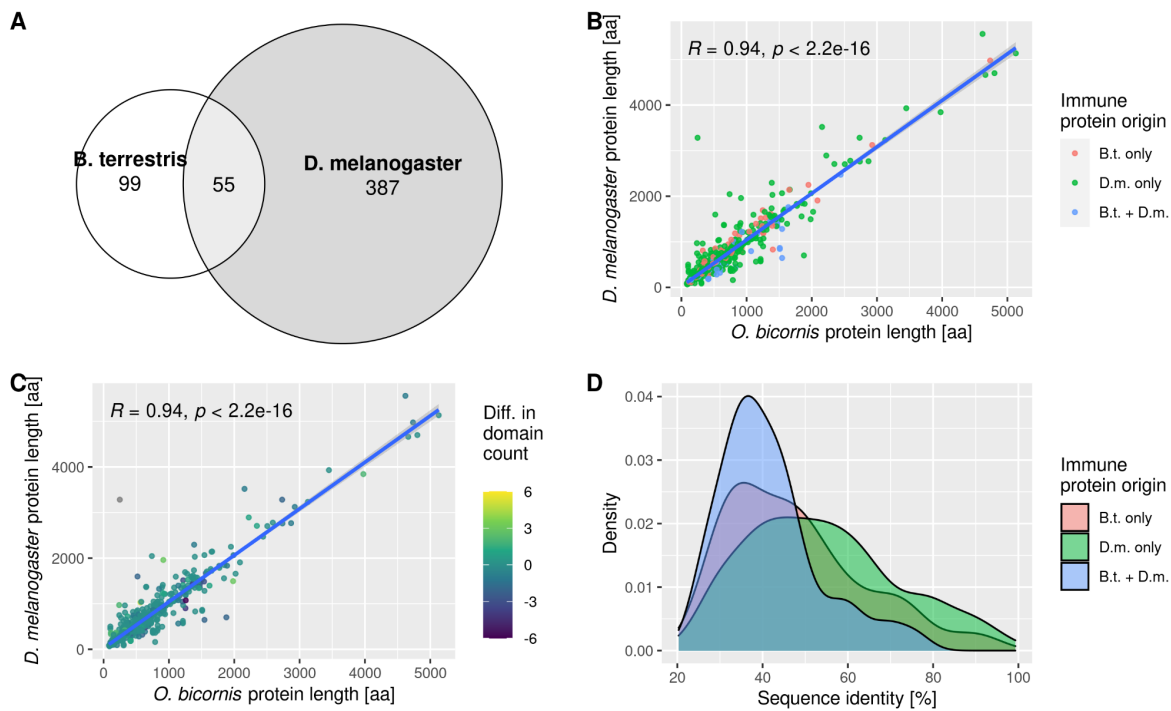 A
B. terrestris
99
55
D. melanogaster
387
B
R = 0.94, p < 2.2e-16
D. melanogaster protein length [aa]
4000
2000
0
0 1000 2000 3000 4000 5000
O. bicornis protein length [aa]
Immune
protein origin
B.t. only
D.m. only
B.t. + D.m.
C
R = 0.94, p < 2.2e-16
D. melanogaster protein length [aa]
4000
2000
0
0 1000 2000 3000 4000 5000
O. bicornis protein length [aa]
Diff. in
domain
count
6
3
0
-3
-6
D
Density
0.04
0.03
0.02
0.01
0.00
20 40 60 80 100
Sequence identity [%]
Immune
protein origin
B.t. only
D.m. only
B.t. + D.m.